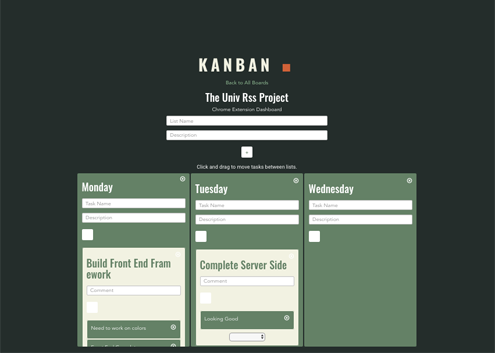 KANBAN
Back to All Boards
The Univ Rss Project
Chrome Extension Dashboard
List Name
Description
+
Click and drag to move tasks between lists.
Monday
Tuesday
Wednesday
Task Name
Task Name
Task Name
Description
Description
Description
Build Front End Fram
ework
Complete Server Side
Comment
Comment
Looking Good
Need to work on colors